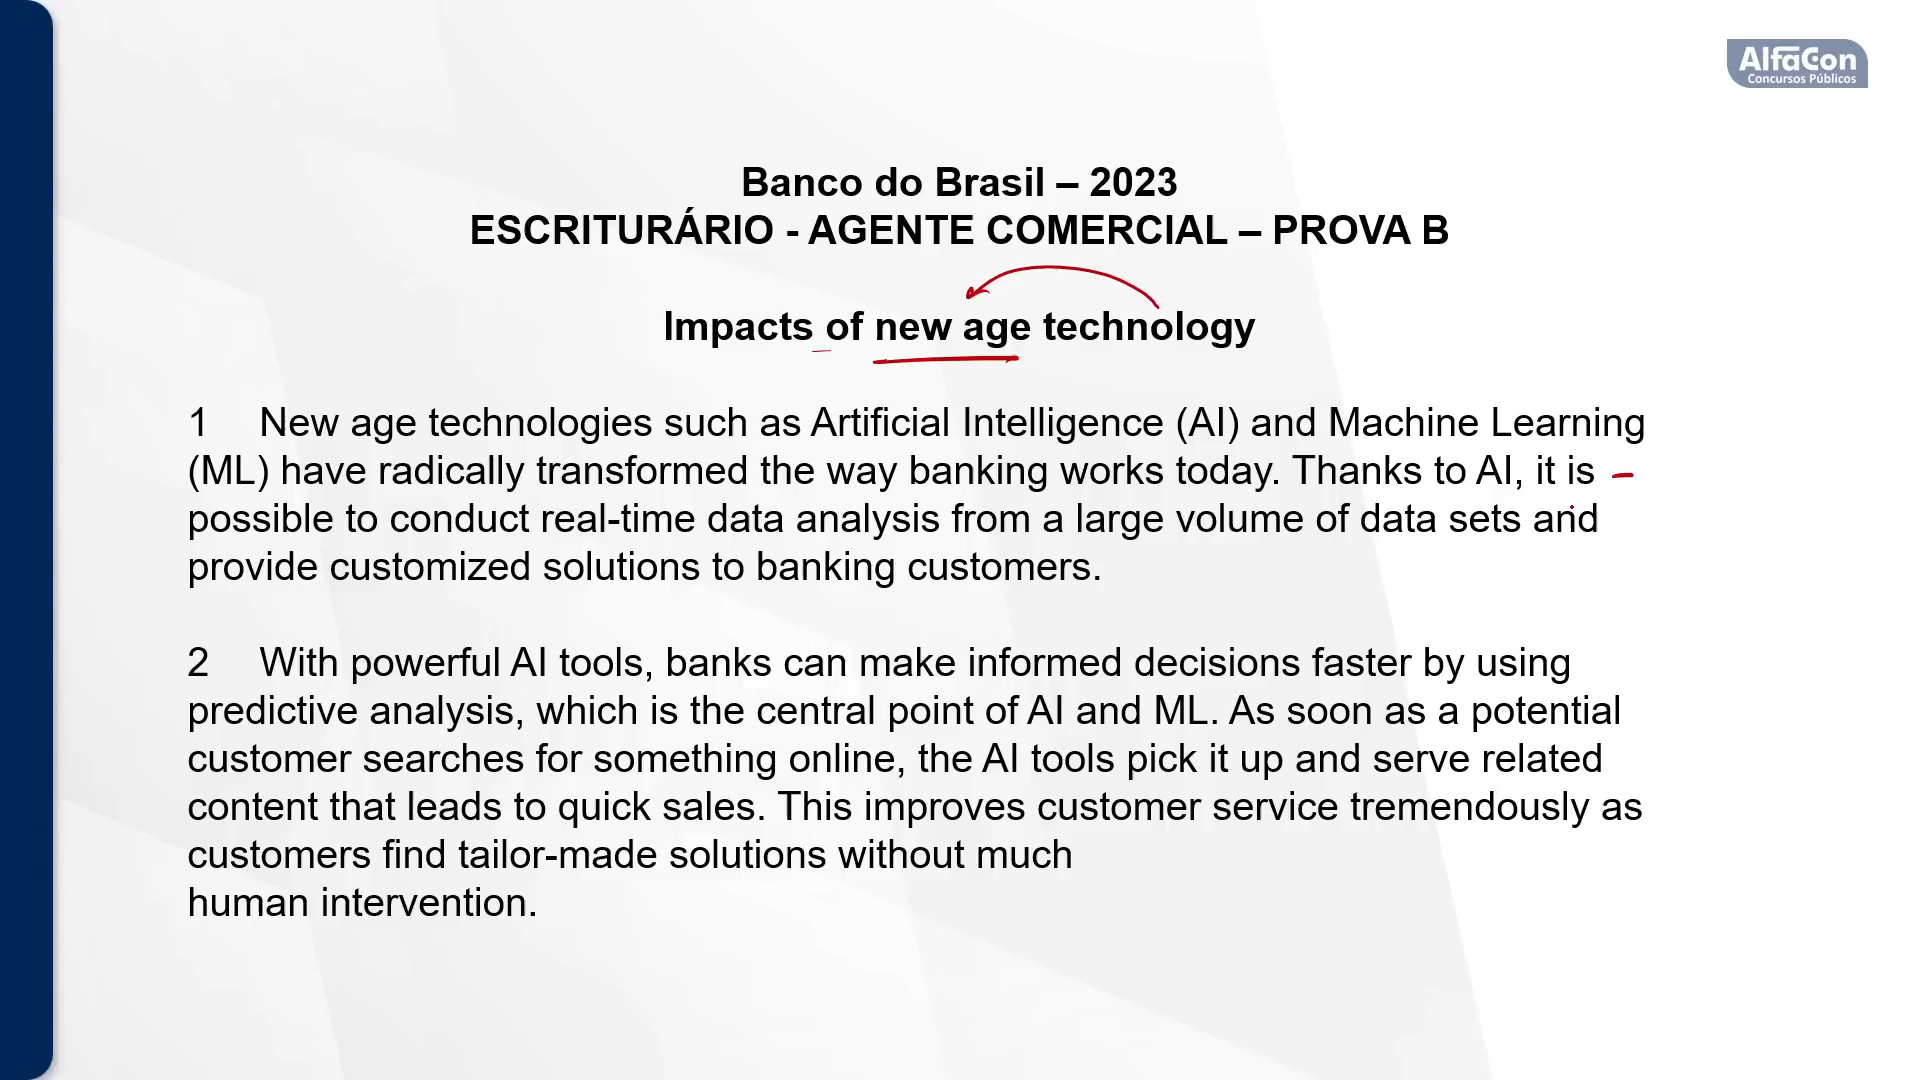 AlfaCon
Concursos Públicos
Banco do Brasil – 2023
ESCRITURÁRIO - AGENTE COMERCIAL – PROVA B
Impacts of new age technology
1 New age technologies such as Artificial Intelligence (AI) and Machine Learning
(ML) have radically transformed the way banking works today. Thanks to AI, it is
possible to conduct real-time data analysis from a large volume of data sets and
provide customized solutions to banking customers.
2 With powerful AI tools, banks can make informed decisions faster by using
predictive analysis, which is the central point of AI and ML. As soon as a potential
customer searches for something online, the AI tools pick it up and serve related
content that leads to quick sales. This improves customer service tremendously as
customers find tailor-made solutions without much
human intervention.